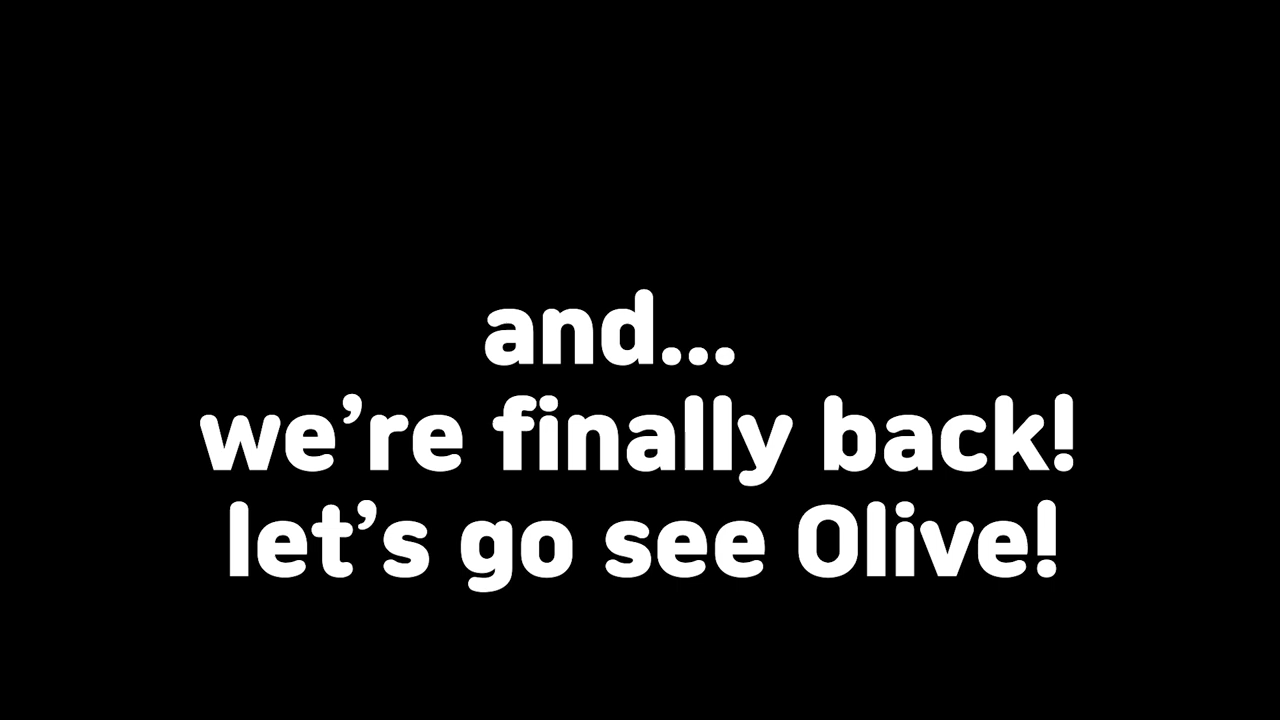 and...
we’re finally back!
let’s go see Olive!